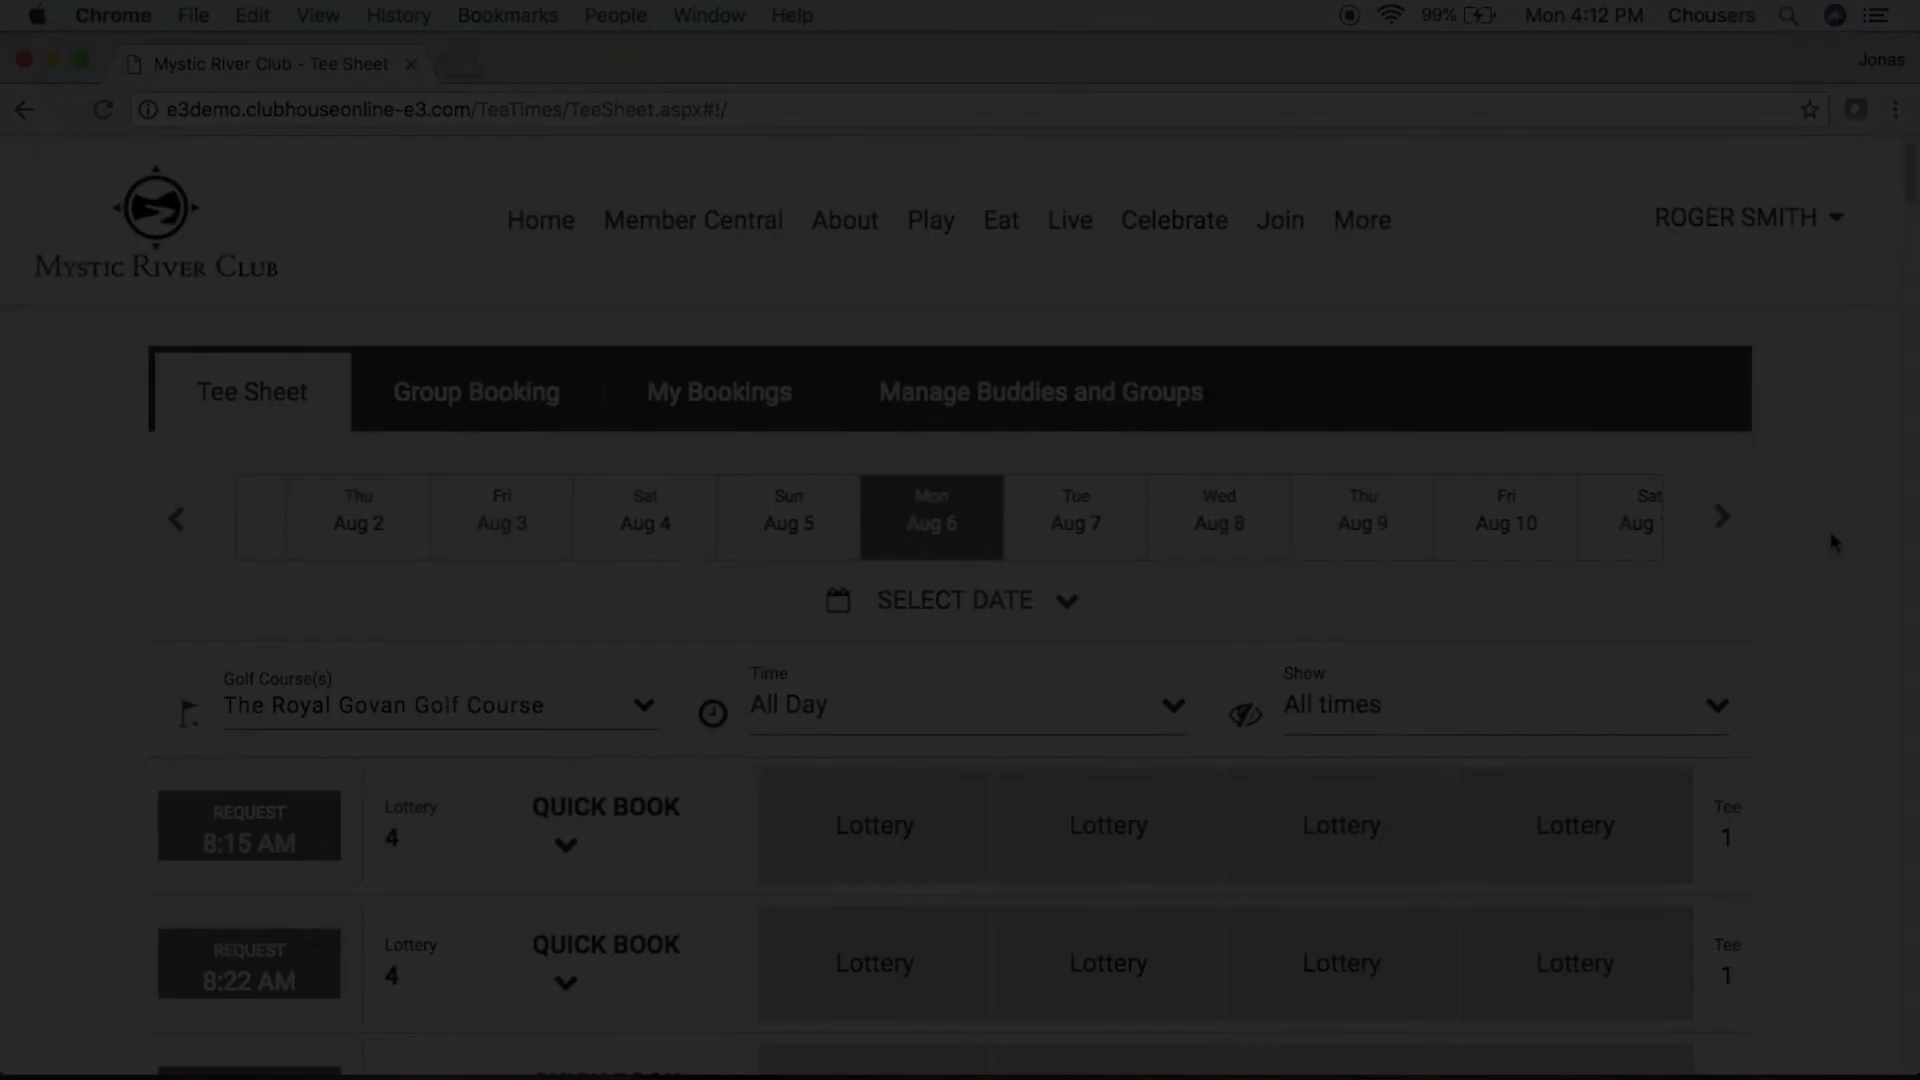 Chrome File Edit View History Bookmarks People Window Help 99% Mon 4:12 PM Chousers
Mystic River Club - Tee Sheet Jonas
e3demo.clubhouseonline-e3.com/TeeTimes/TeeSheet.aspx#!/
MYSTIC RIVER CLUB
Home Member Central About Play Eat Live Celebrate Join More ROGER SMITH
Tee Sheet Group Booking My Bookings Manage Buddies and Groups
Thu Fri Sat Sun Mon Tue Wed Thu Fri Sat
Aug 2 Aug 3 Aug 4 Aug 5 Aug 6 Aug 7 Aug 8 Aug 9 Aug 10 Aug
SELECT DATE
Golf Course(s) Time Show
The Royal Govan Golf Course All Day All times
REQUEST Lottery QUICK BOOK Tee
8:15 AM 4 Lottery Lottery Lottery Lottery 1
REQUEST Lottery QUICK BOOK Tee
8:22 AM 4 Lottery Lottery Lottery Lottery 1